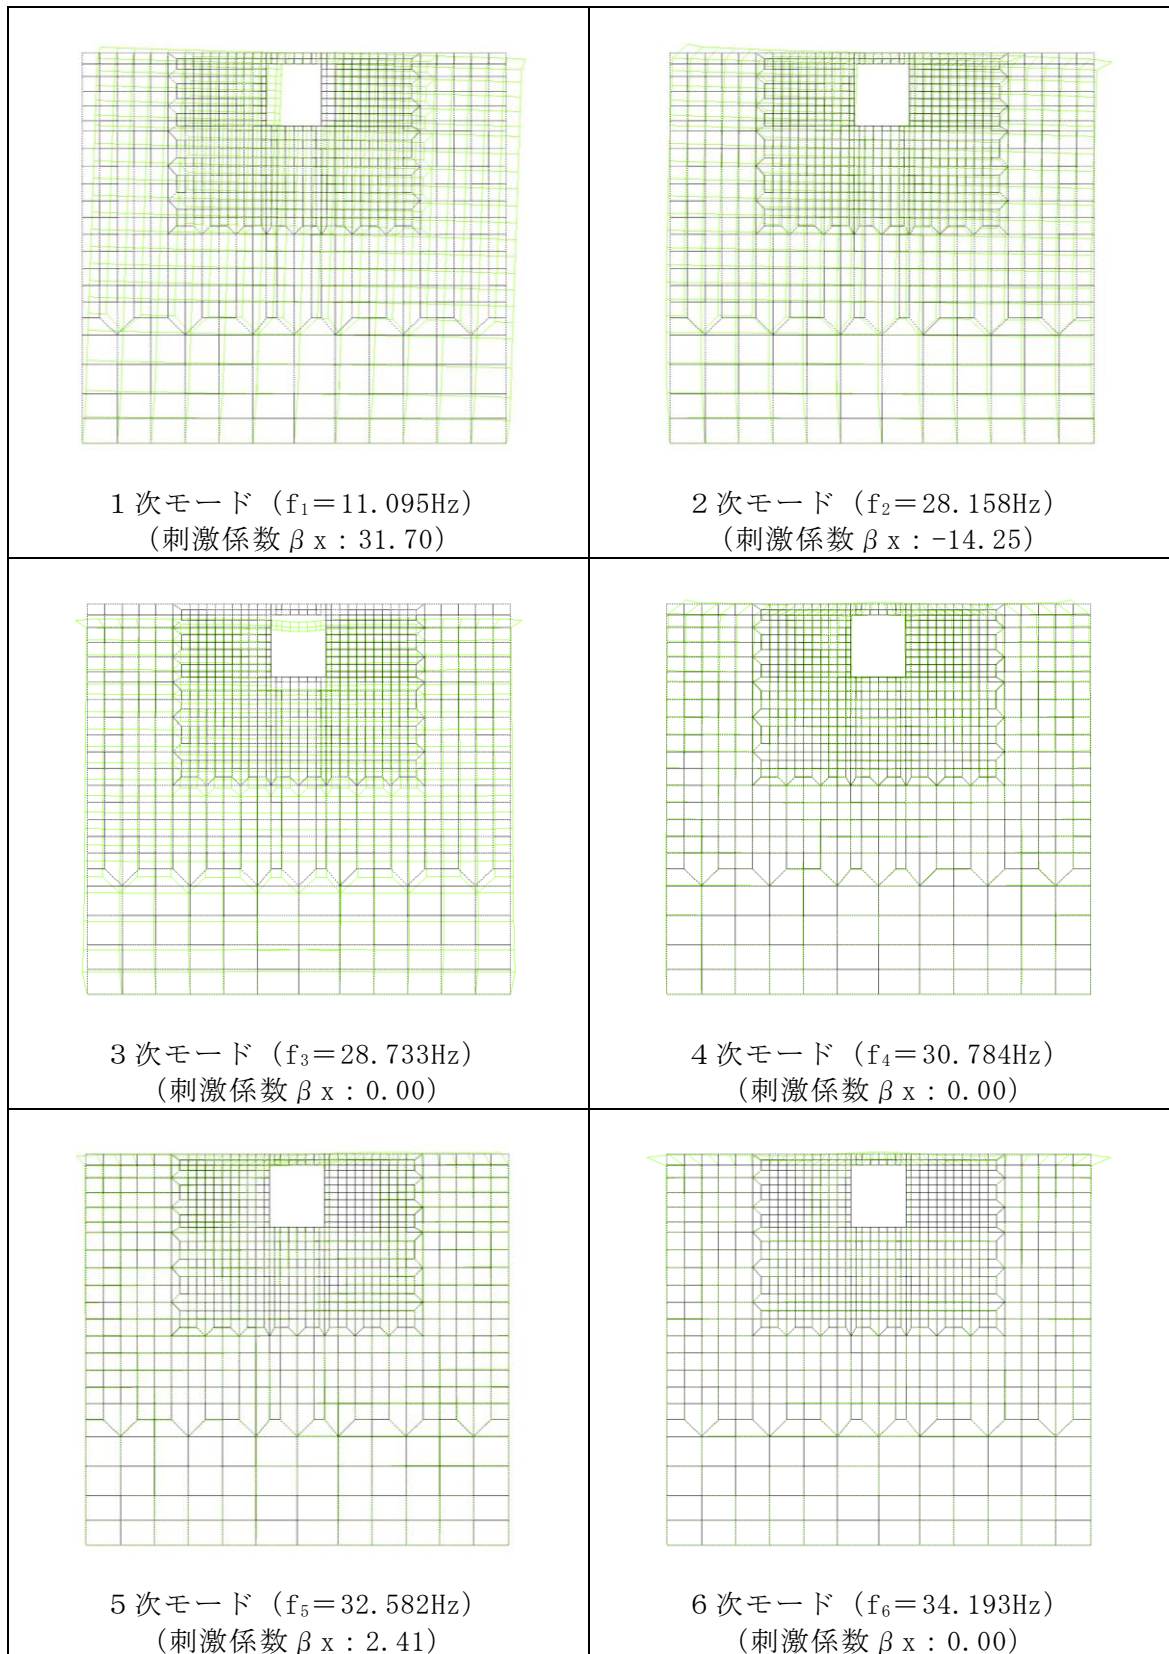 1次モード (f₁＝11.095Hz)
(刺激係数βx：31.70)
2次モード (f₂＝28.158Hz)
(刺激係数βx：-14.25)
3次モード (f₃＝28.733Hz)
(刺激係数βx：0.00)
4次モード (f₄＝30.784Hz)
(刺激係数βx：0.00)
5次モード (f₅＝32.582Hz)
(刺激係数βx：2.41)
6次モード (f₆＝34.193Hz)
(刺激係数βx：0.00)